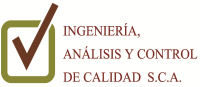 INGENIERÍA,
ANÁLISIS Y CONTROL
DE CALIDAD S.C.A.